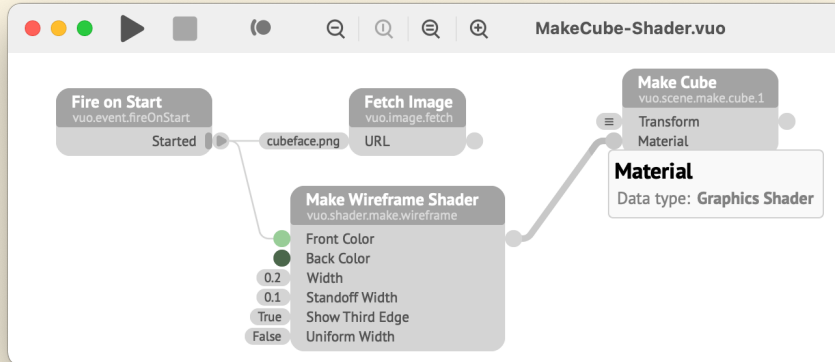 MakeCube-Shader.vuo
Fire on Start
vuo.event.fireOnStart
Started
cubeface.png
Fetch Image
vuo.image.fetch
URL
Make Cube
vuo.scene.make.cube.1
Transform
Material
Material
Data type: Graphics Shader
Make Wireframe Shader
vuo.shader.make.wireframe
Front Color
Back Color
0.2 Width
0.1 Standoff Width
True Show Third Edge
False Uniform Width